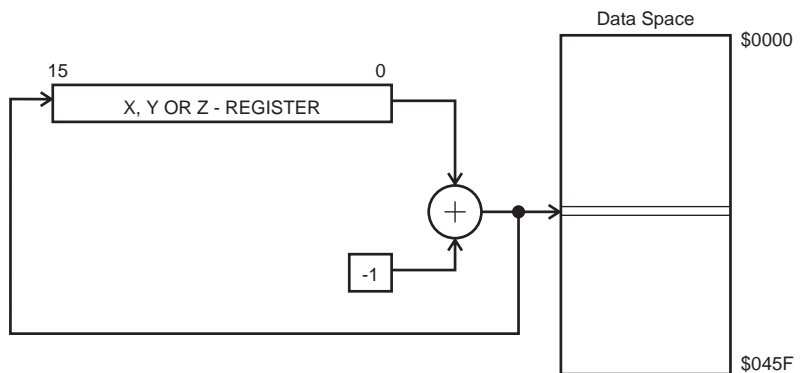 Data Space
$0000
15 0
X, Y OR Z - REGISTER
+
-1
$045F